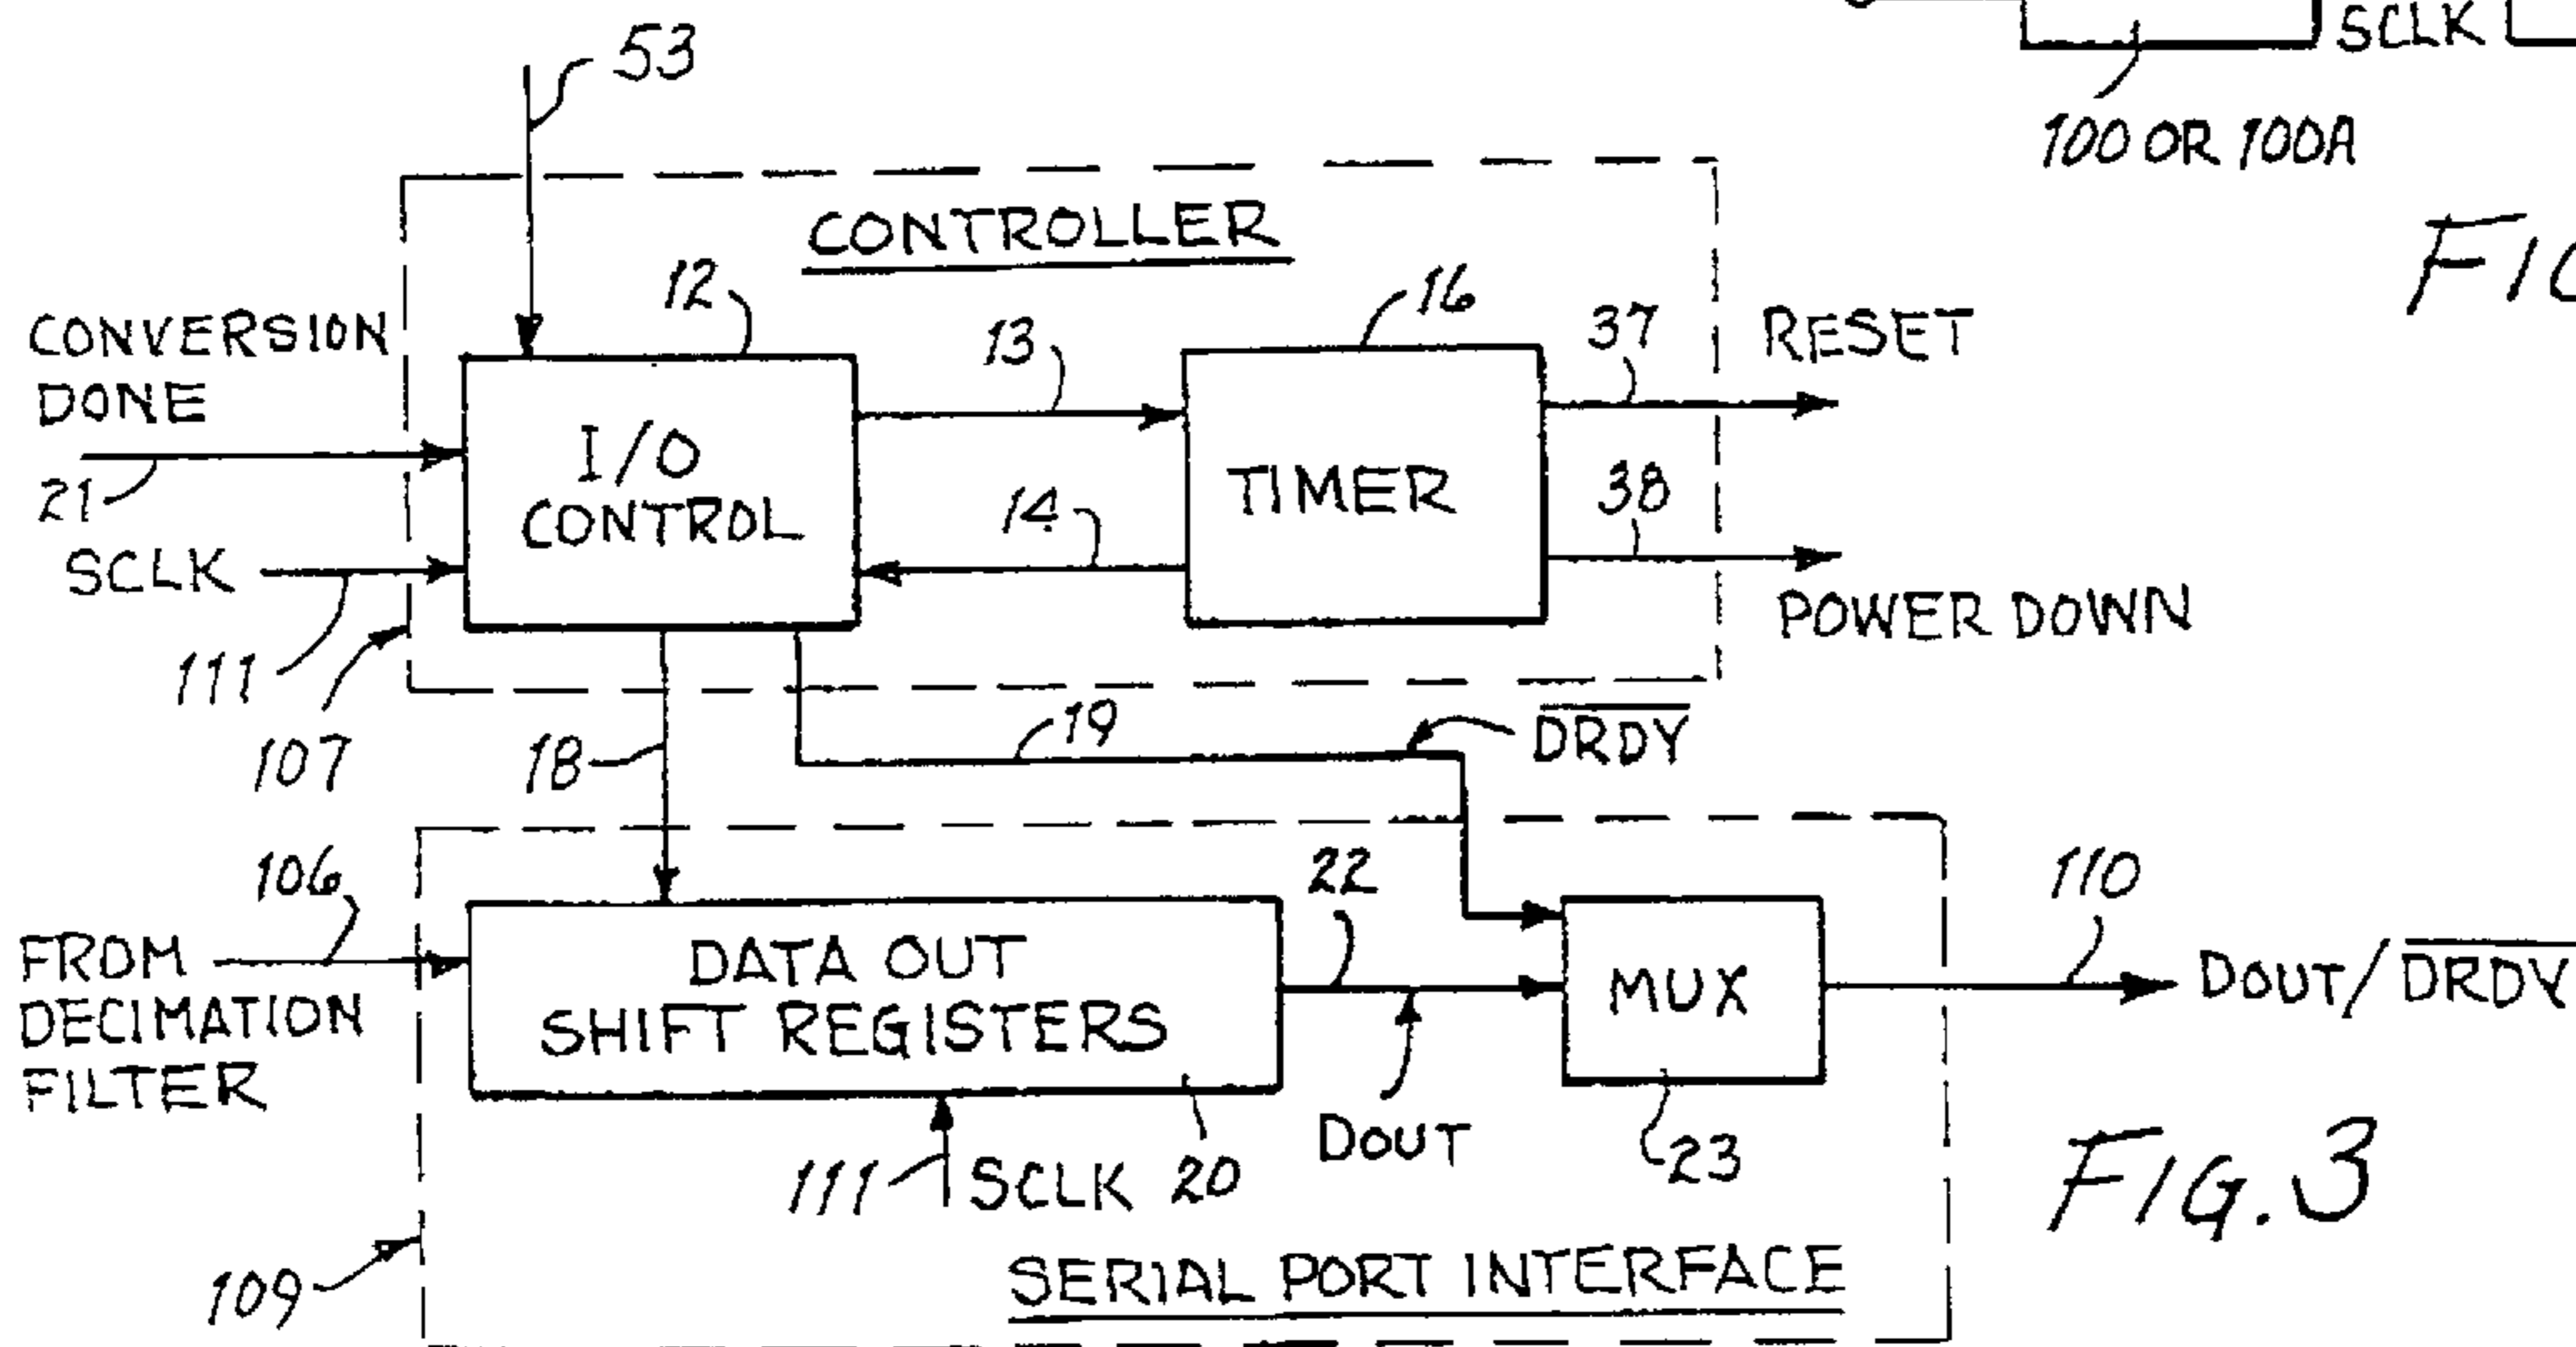 SCLK
100 OR 100A
53
CONTROLLER
12
16
CONVERSION
DONE
13
37
RESET
I/O
CONTROL
TIMER
21
14
38
SCLK
POWER DOWN
111
107
18
19
DRDY
106
22
110
FROM
DECIMATION
FILTER
DATA OUT
SHIFT REGISTERS
MUX
DOUT/DRDY
111
SCLK
20
DOUT
23
FIG. 3
109
SERIAL PORT INTERFACE